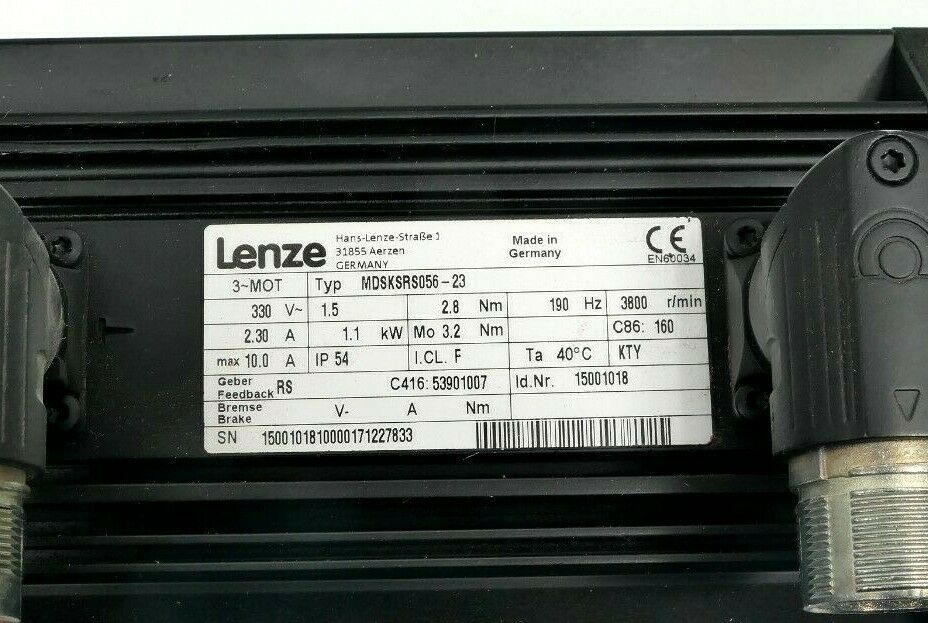 Lenze
Hans-Lenze-Straße 1
31855 Aerzen
GERMANY
Made in
Germany
CE
EN60034
3~MOT Typ MDSKSRS056-23
330 V~ 1.5 2.8 Nm 190 Hz 3800 r/min
2.30 A 1.1 kW Mo 3.2 Nm C86: 160
max 10.0 A IP 54 I.CL. F Ta 40°C KTY
Geber
Feedback RS C416: 53901007 Id.Nr. 15001018
Bremse
Brake V- A Nm
SN 1500101810000171227833